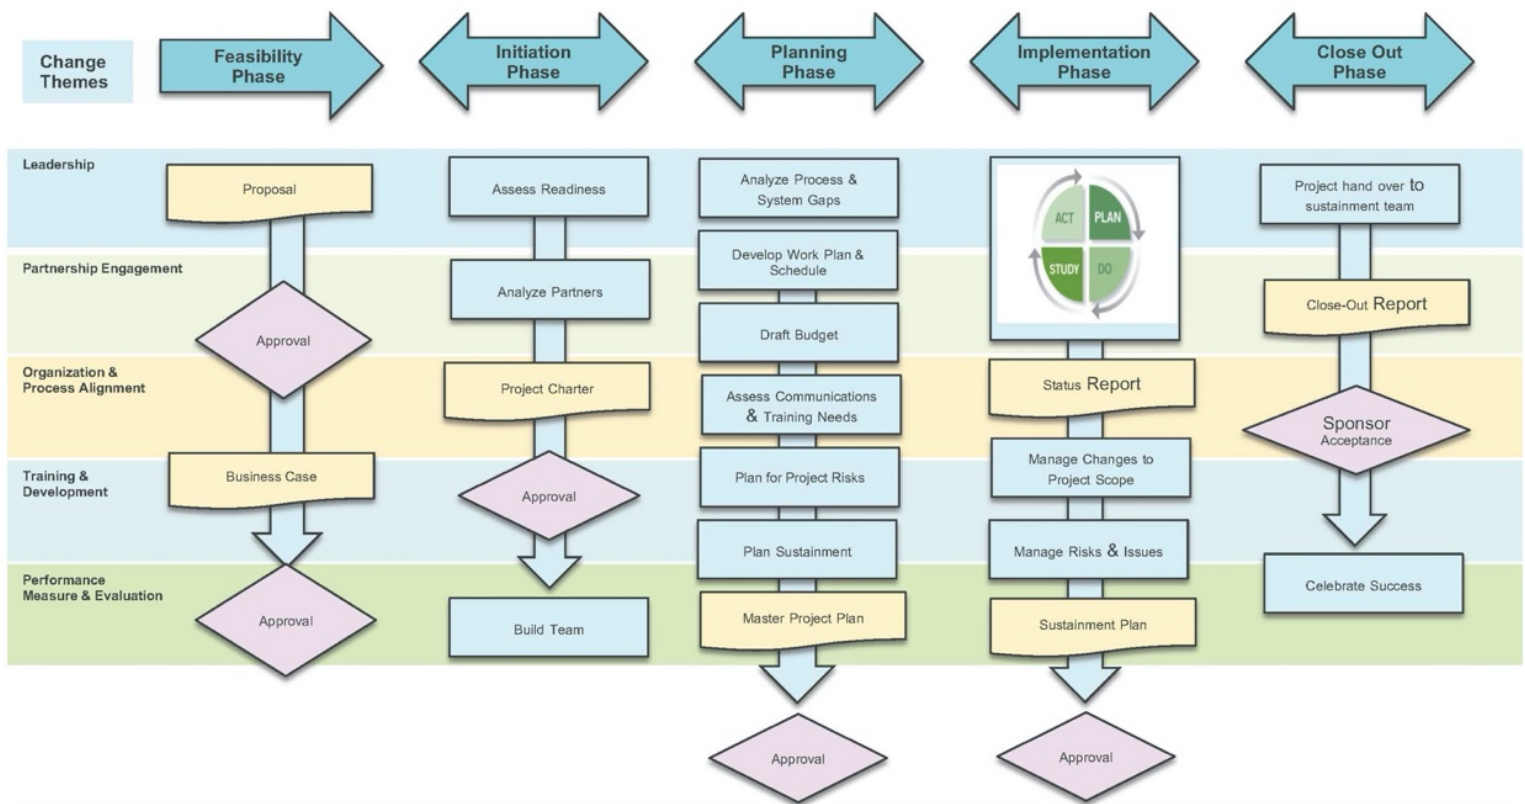 Change
Themes
Feasibility
Phase
Initiation
Phase
Planning
Phase
Implementation
Phase
Close Out
Phase
Leadership
Partnership Engagement
Organization &
Process Alignment
Training &
Development
Performance
Measure & Evaluation
Proposal
Approval
Business Case
Approval
Assess Readiness
Analyze Partners
Project Charter
Approval
Build Team
Analyze Process &
System Gaps
Develop Work Plan &
Schedule
Draft Budget
Assess Communications
& Training Needs
Plan for Project Risks
Plan Sustainment
Master Project Plan
Approval
ACT
PLAN
STUDY
DO
Status Report
Manage Changes to
Project Scope
Manage Risks & Issues
Sustainment Plan
Approval
Project hand over to
sustainment team
Close-Out Report
Sponsor
Acceptance
Celebrate Success